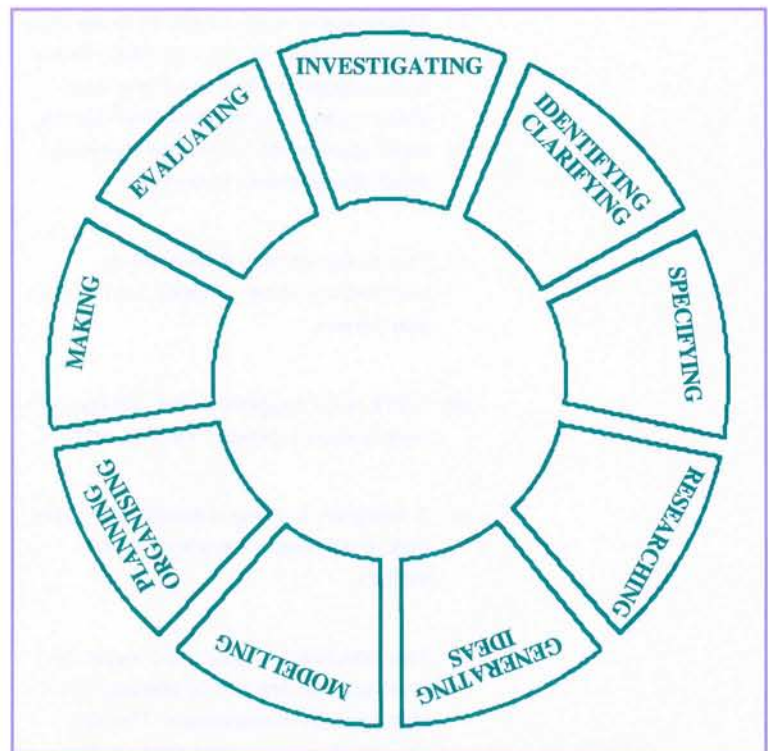 INVESTIGATING
IDENTIFYING
CLARIFYING
SPECIFYING
RESEARCHING
GENERATING
IDEAS
MODELLING
PLANNING
ORGANISING
MAKING
EVALUATING